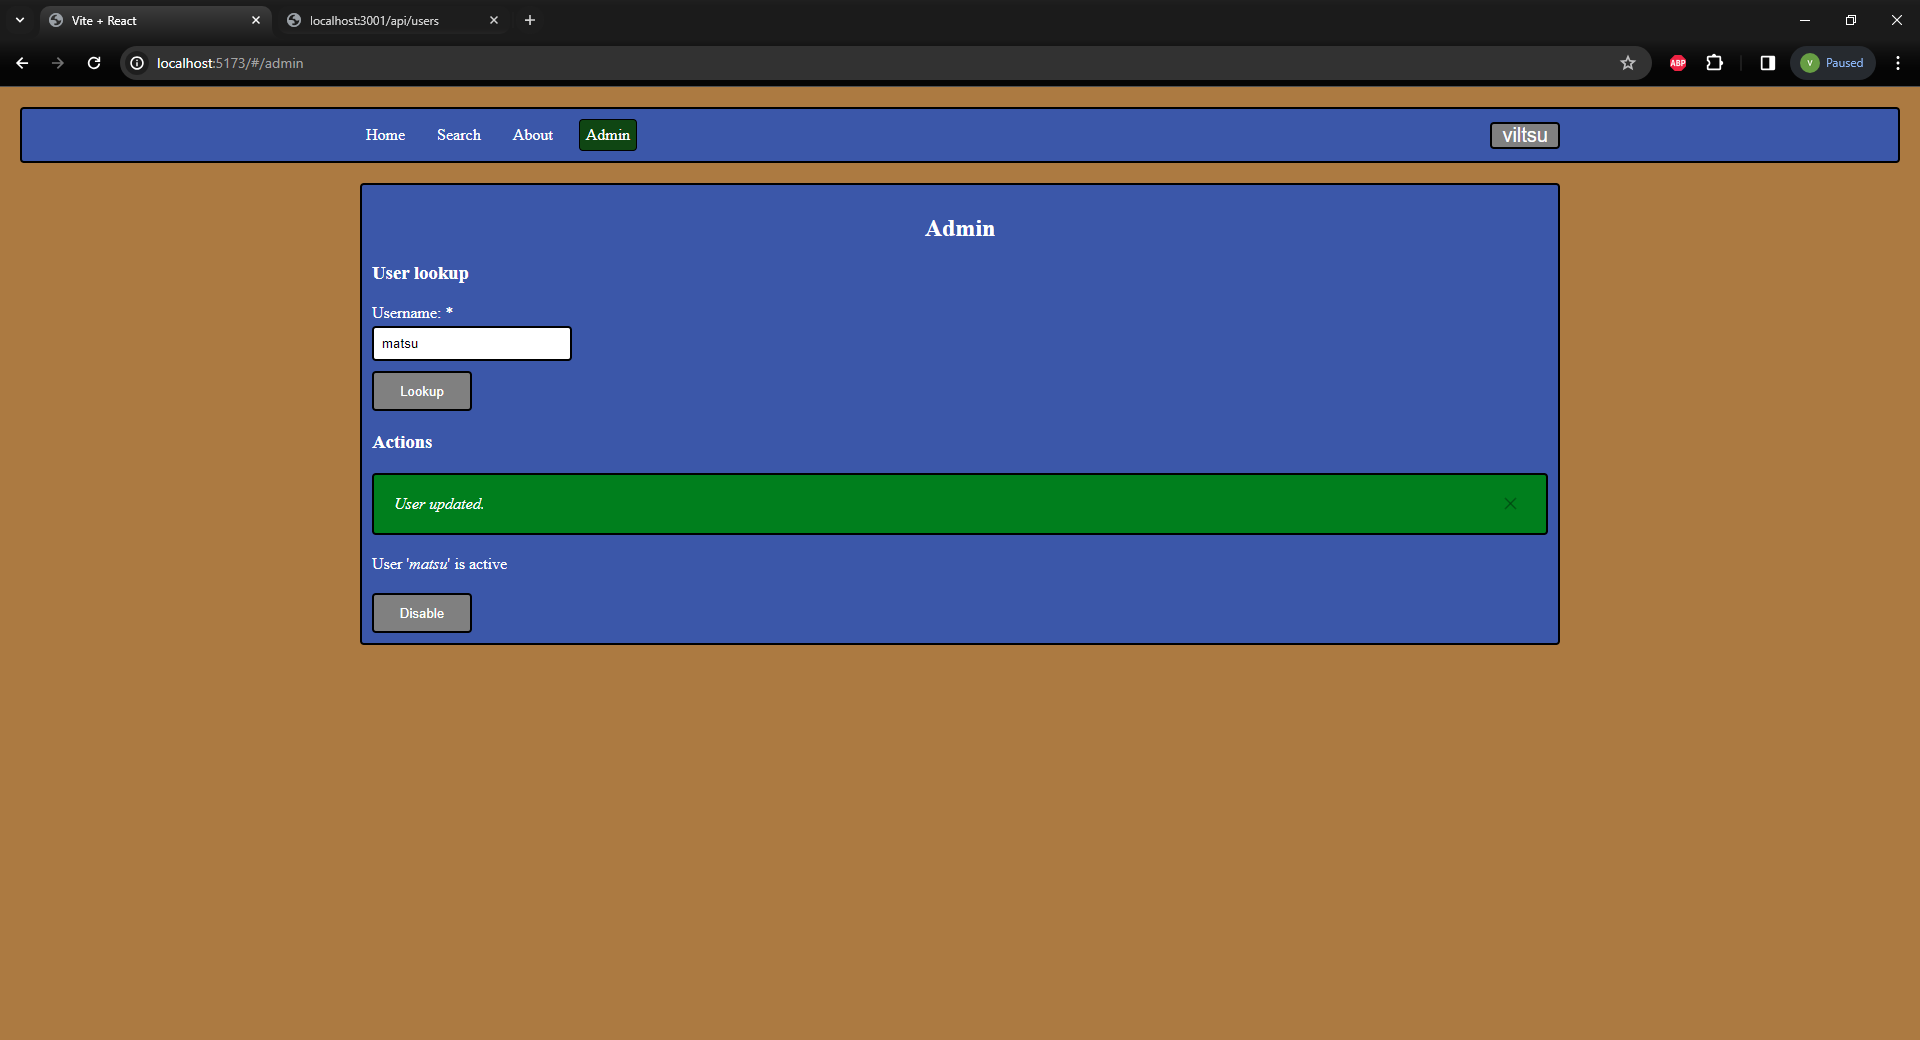 Vite + React
localhost:3001/api/users
localhost:5173/#/admin
ABP
V
Paused
Home
Search
About
Admin
viltsu
Admin
User lookup
Username: *
matsu
Lookup
Actions
User updated.
User 'matsu' is active
Disable